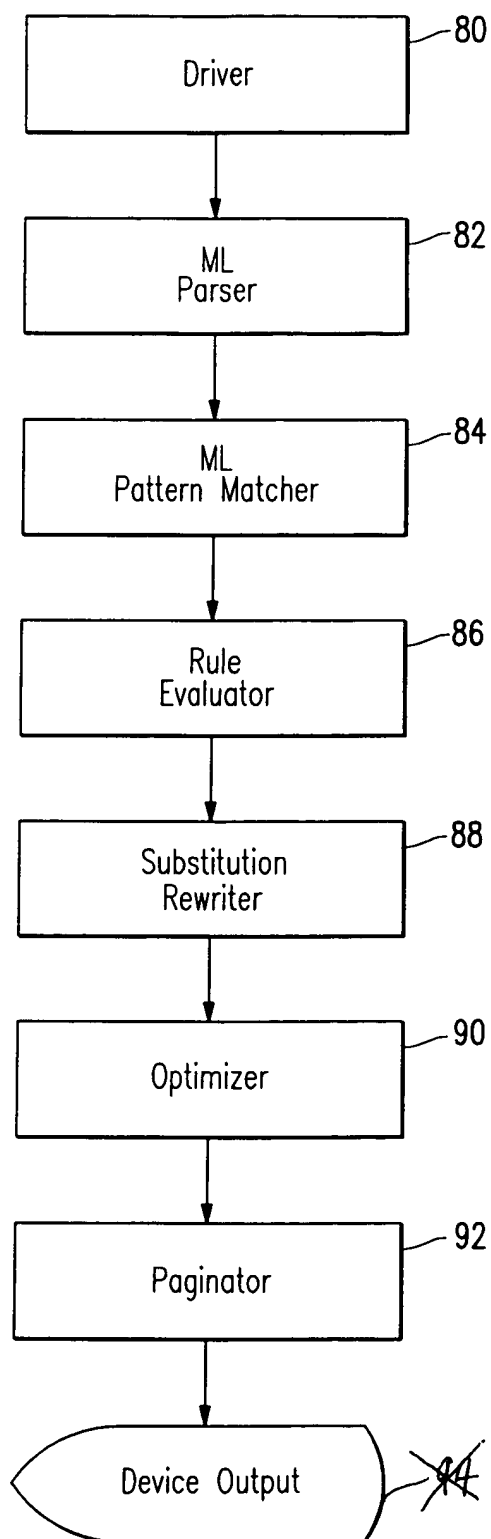 Driver
80
ML
Parser
82
ML
Pattern Matcher
84
Rule
Evaluator
86
Substitution
Rewriter
88
Optimizer
90
Paginator
92
Device Output
94